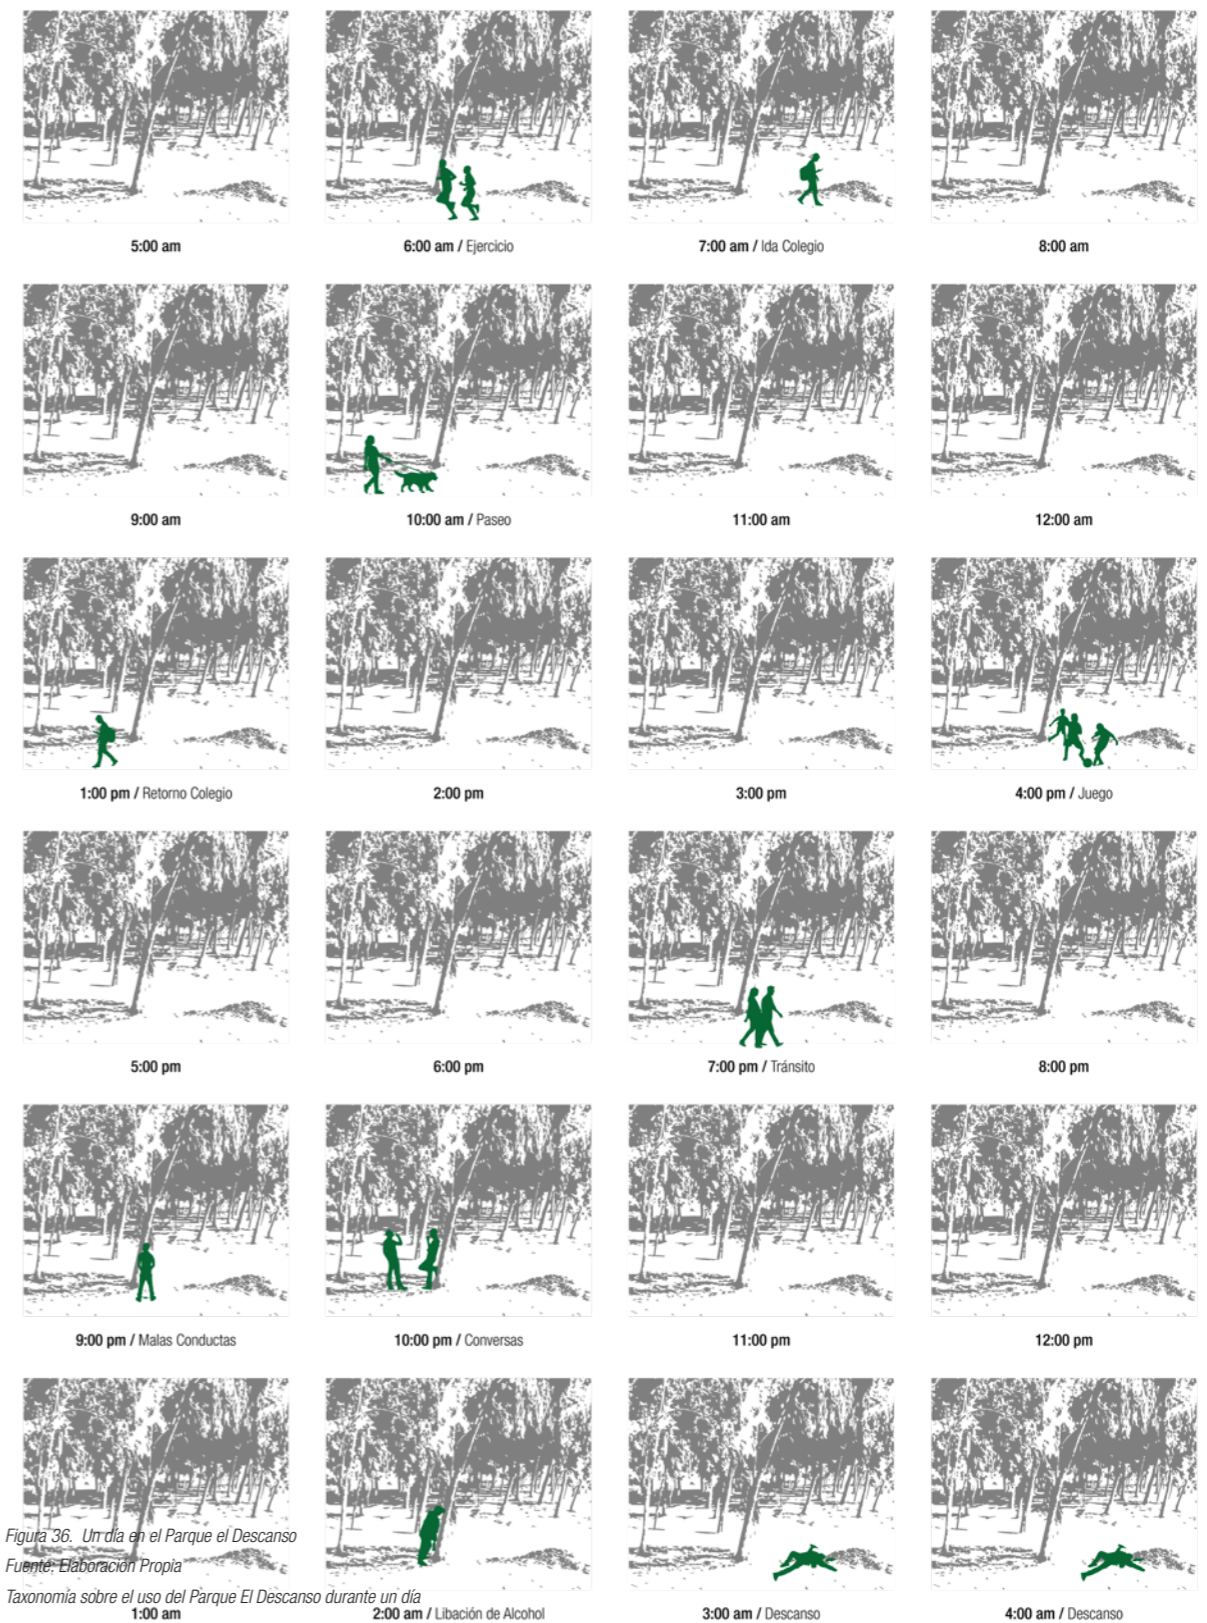 5:00 am
6:00 am / Ejercicio
7:00 am / Ida Colegio
8:00 am
9:00 am
10:00 am / Paseo
11:00 am
12:00 am
1:00 pm / Retorno Colegio
2:00 pm
3:00 pm
4:00 pm / Juego
5:00 pm
6:00 pm
7:00 pm / Tránsito
8:00 pm
9:00 pm / Malas Conductas
10:00 pm / Conversas
11:00 pm
12:00 pm
Figura 36. Un día en el Parque el Descanso
Fuente: Elaboración Propia
Taxonomía sobre el uso del Parque El Descanso durante un día
1:00 am
2:00 am / Libación de Alcohol
3:00 am / Descanso
4:00 am / Descanso